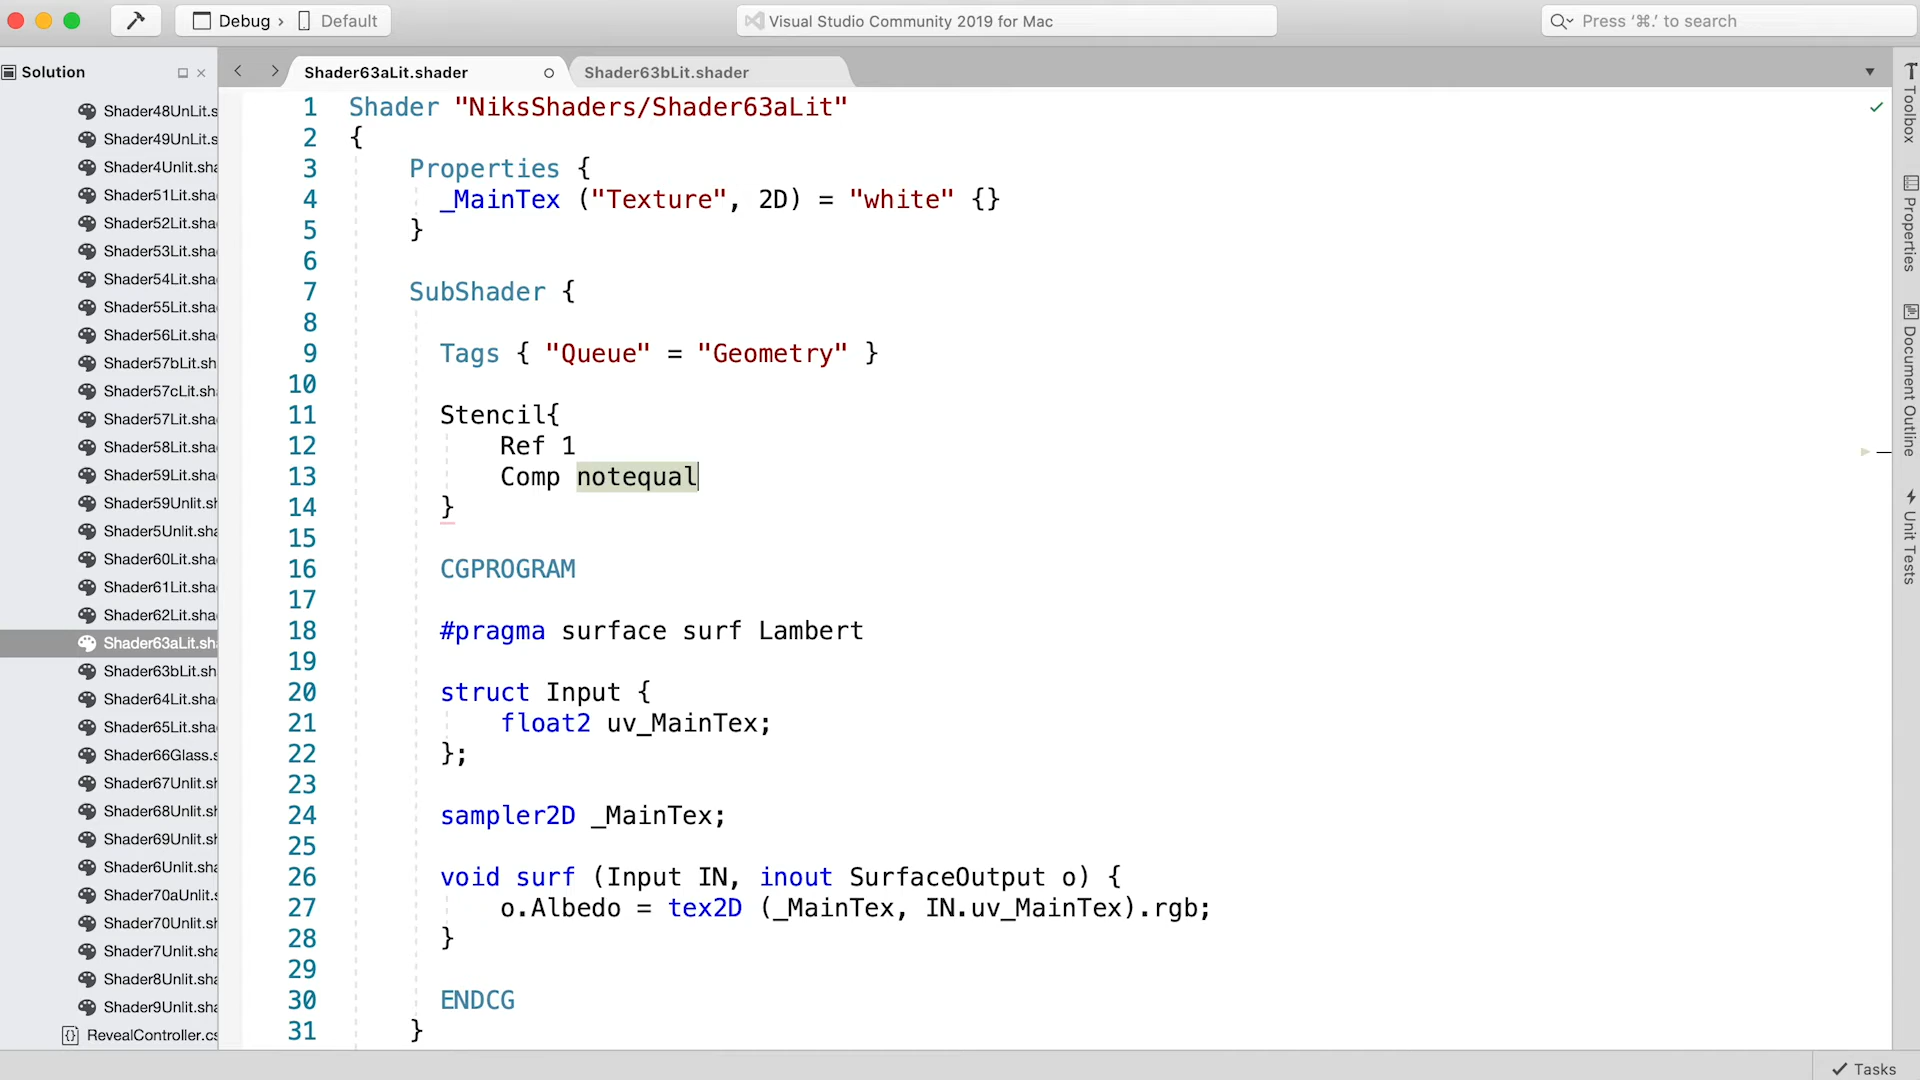 Debug › Default
Visual Studio Community 2019 for Mac
Press ‘⌘.’ to search
Solution
Shader63aLit.shader
Shader63bLit.shader
Shader48UnLit.s
Shader49UnLit.s
Shader4Unlit.sha
Shader51Lit.shad
Shader52Lit.sha
Shader53Lit.sha
Shader54Lit.sha
Shader55Lit.sha
Shader56Lit.sha
Shader57bLit.sh
Shader57cLit.sh
Shader57Lit.sha
Shader58Lit.sha
Shader59Lit.sha
Shader59Unlit.sh
Shader5Unlit.sha
Shader60Lit.sha
Shader61Lit.sha
Shader62Lit.sha
Shader63aLit.sh
Shader63bLit.sh
Shader64Lit.sha
Shader65Lit.sha
Shader66Glass.s
Shader67Unlit.sh
Shader68Unlit.sh
Shader69Unlit.sh
Shader6Unlit.sha
Shader70aUnlit.s
Shader70Unlit.sh
Shader7Unlit.sha
Shader8Unlit.sha
Shader9Unlit.sha
{} RevealController.cs
1 Shader "NiksShaders/Shader63aLit"
2 {
3 Properties {
4 _MainTex ("Texture", 2D) = "white" {}
5 }
6
7 SubShader {
8
9 Tags { "Queue" = "Geometry" }
10
11 Stencil{
12 Ref 1
13 Comp notequal
14 }
15
16 CGPROGRAM
17
18 #pragma surface surf Lambert
19
20 struct Input {
21 float2 uv_MainTex;
22 };
23
24 sampler2D _MainTex;
25
26 void surf (Input IN, inout SurfaceOutput o) {
27 o.Albedo = tex2D (_MainTex, IN.uv_MainTex).rgb;
28 }
29
30 ENDCG
31 }
Toolbox
Properties
Document Outline
Unit Tests
Tasks